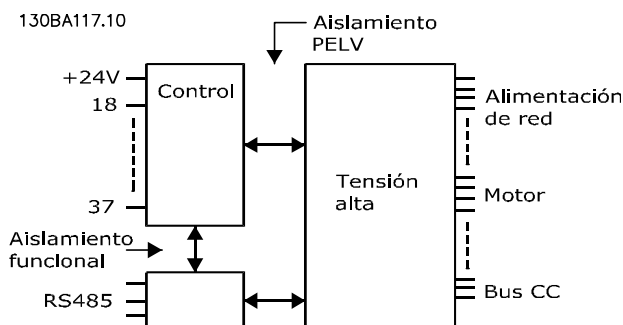 130BA117.10
Aislamiento
PELV
+24V
18
37
Control
Tensión
alta
Alimentación
de red
Motor
Bus CC
Aislamiento
funcional
RS485